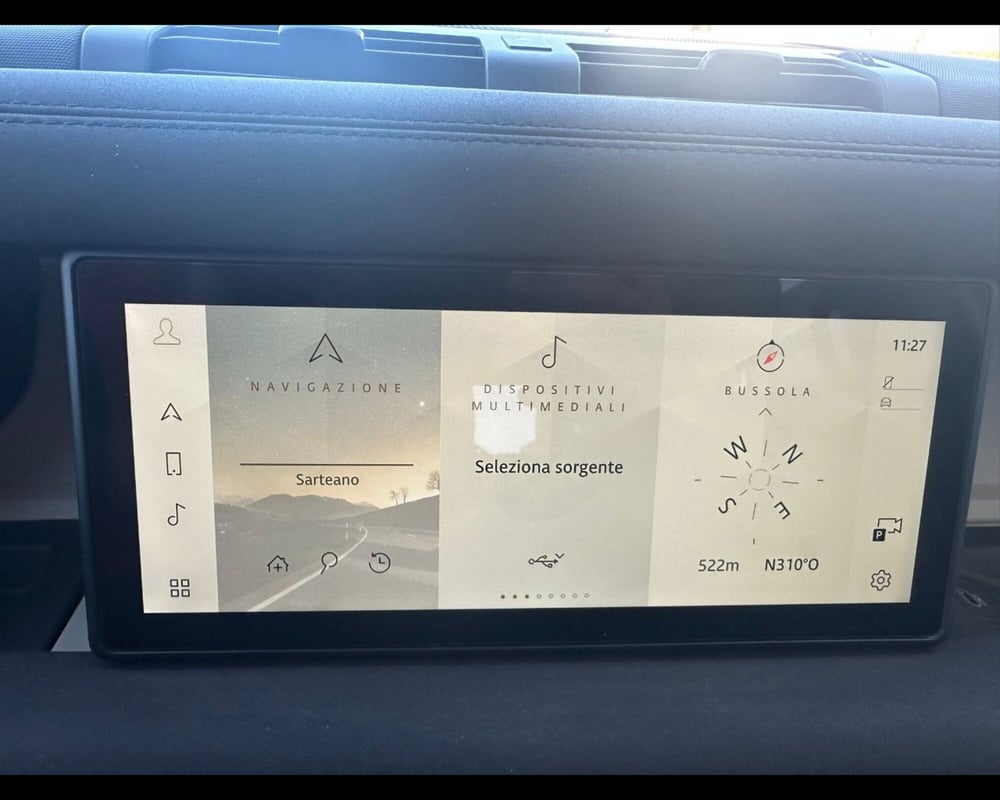 NAVIGAZIONE
Sarteano
DISPOSITIVI
MULTIMEDIALI
Seleziona sorgente
BUSSOLA
W N
S E
522m N310°O
11:27
P